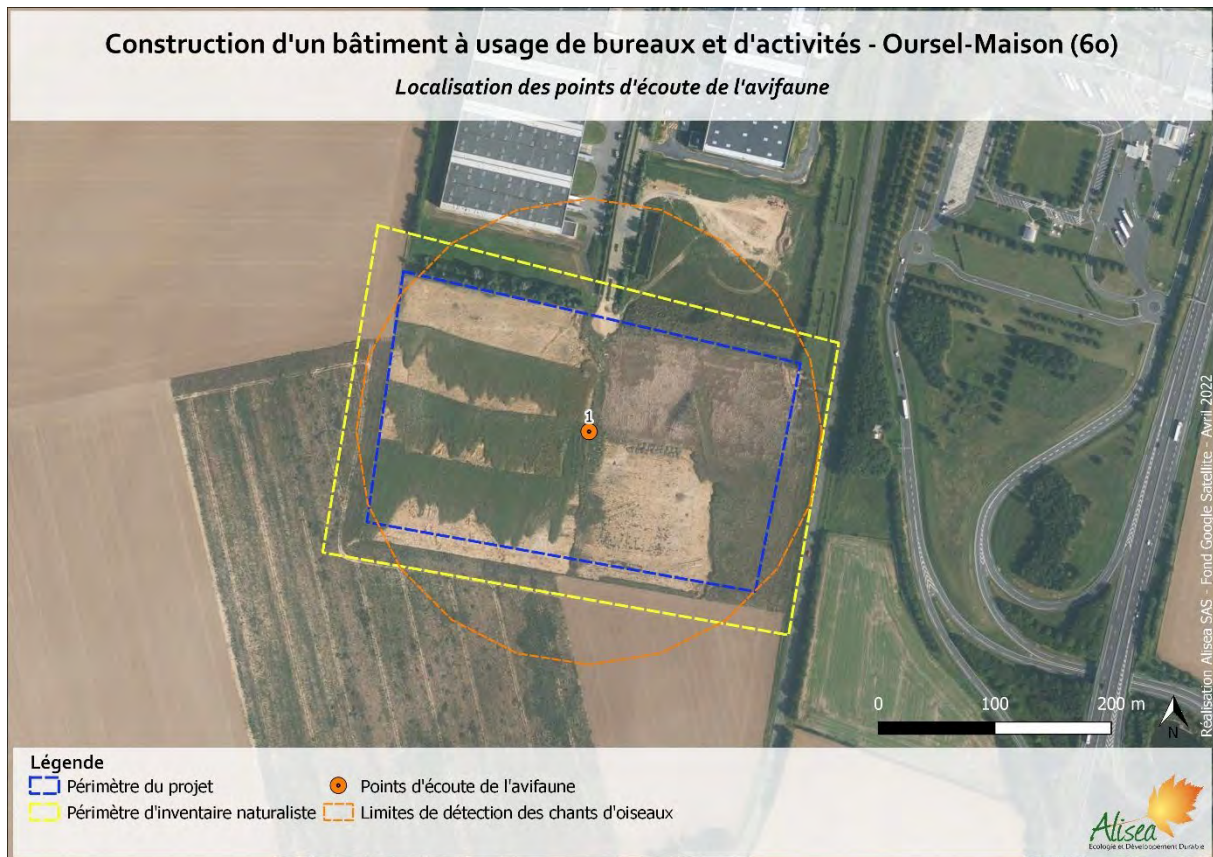 Construction d'un bâtiment à usage de bureaux et d'activités - Oursel-Maison (60)
Localisation des points d'écoute de l'avifaune
1
0 100 200 m
N
Réalisation Alisea SAS - Fond Google Satellite - Avril 2022
Légende
Périmètre du projet
Points d'écoute de l'avifaune
Périmètre d'inventaire naturaliste
Limites de détection des chants d'oiseaux
Alisea
Ecologie et Développement Durable